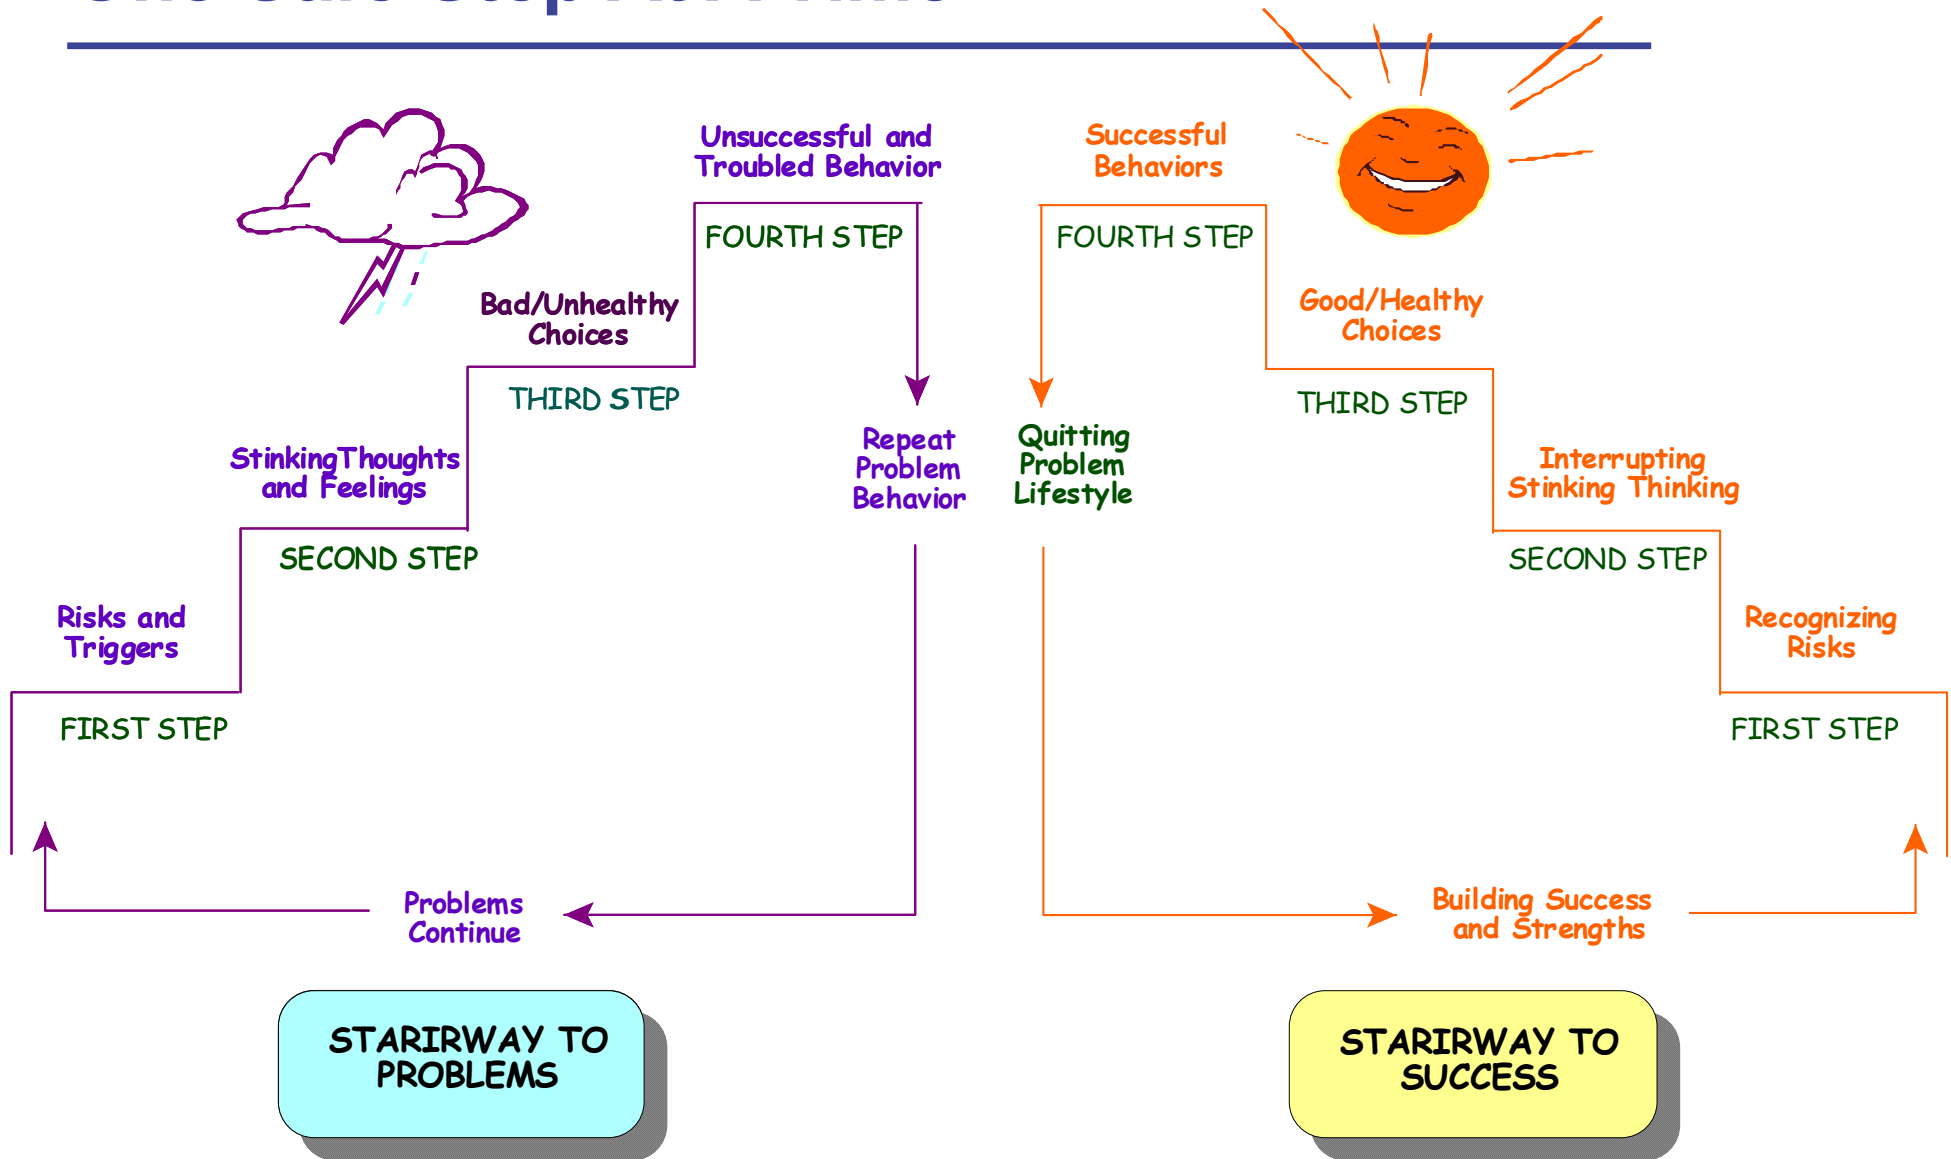 Step
Unsuccessful and
Troubled Behavior
FOURTH STEP
Bad/Unhealthy
Choices
THIRD STEP
StinkingThoughts
and Feelings
SECOND STEP
Risks and
Triggers
FIRST STEP
Repeat
Problem
Behavior
Problems
Continue
STARIRWAY TO
PROBLEMS
Successful
Behaviors
FOURTH STEP
Good/Healthy
Choices
THIRD STEP
Quitting
Problem
Lifestyle
Interrupting
Stinking Thinking
SECOND STEP
Recognizing
Risks
FIRST STEP
Building Success
and Strengths
STARIRWAY TO
SUCCESS